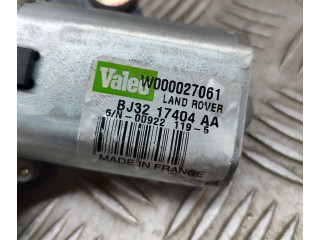 Valeo W000027061
LAND ROVER
BJ32 17404 AA
S/N-00922 119-5
MADE IN FRANCE